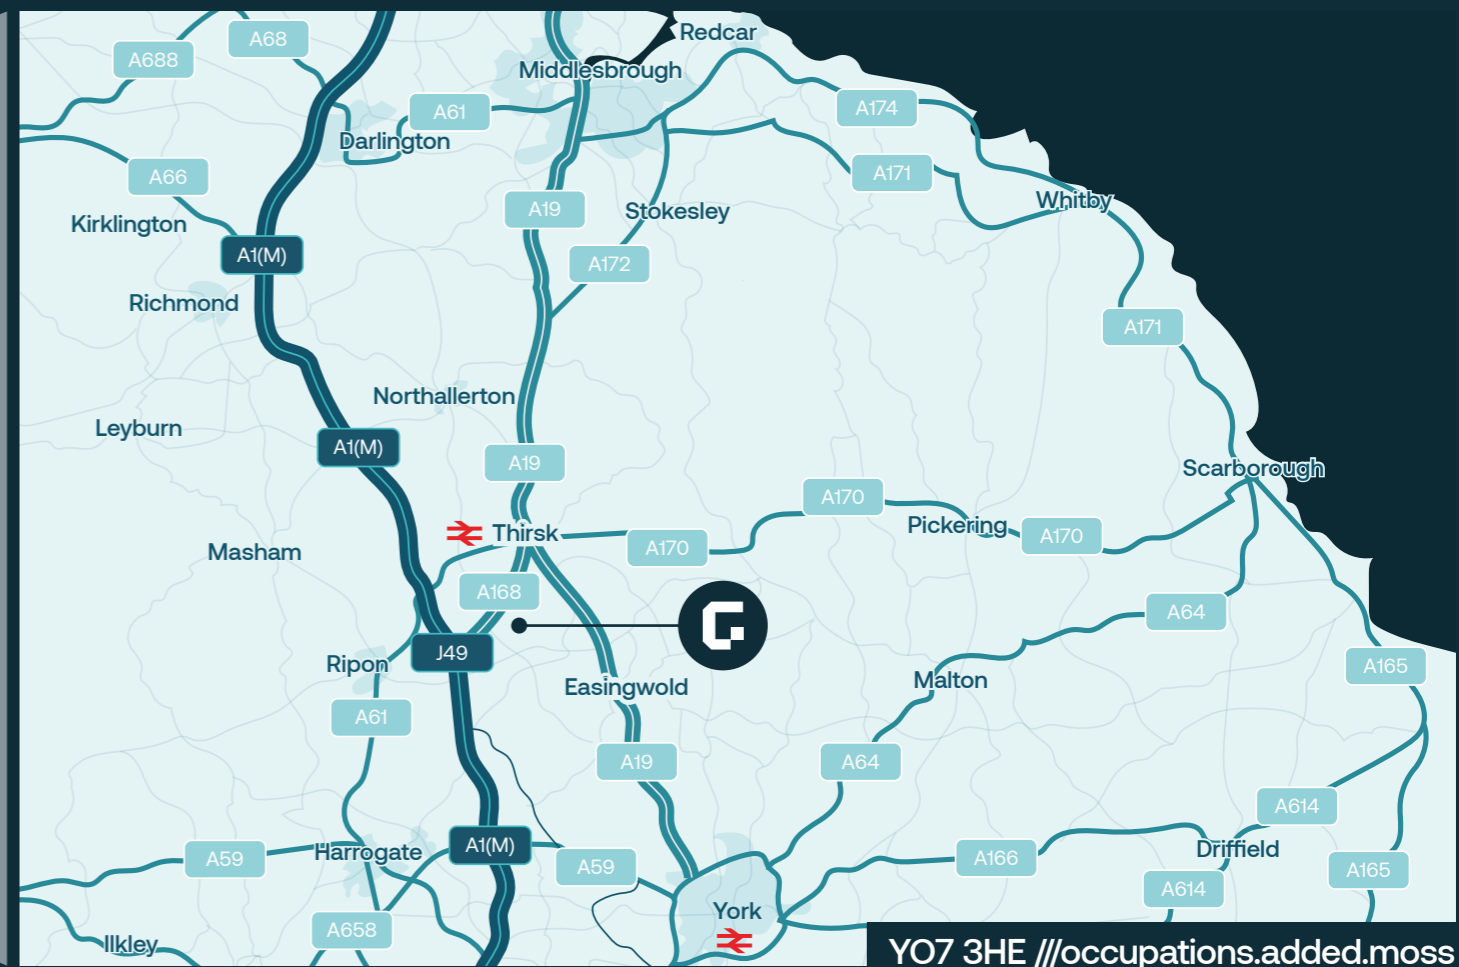 Redcar
A68
A688
Middlesbrough
A174
A61
Darlington
A171
A66
Whitby
A19
Stokesley
Kirklington
A1(M)
A172
Richmond
A171
Northallerton
Leyburn
A1(M)
A19
Scarborough
A170
Pickering
Thirsk
A170
A170
Masham
A168
A64
J49
Ripon
A165
Malton
Easingwold
A61
A19
A64
A614
A1(M)
Harrogate
Driffield
A59
A59
A166
A165
A614
York
A658
Ilkley
YO7 3HE ///occupations.added.moss